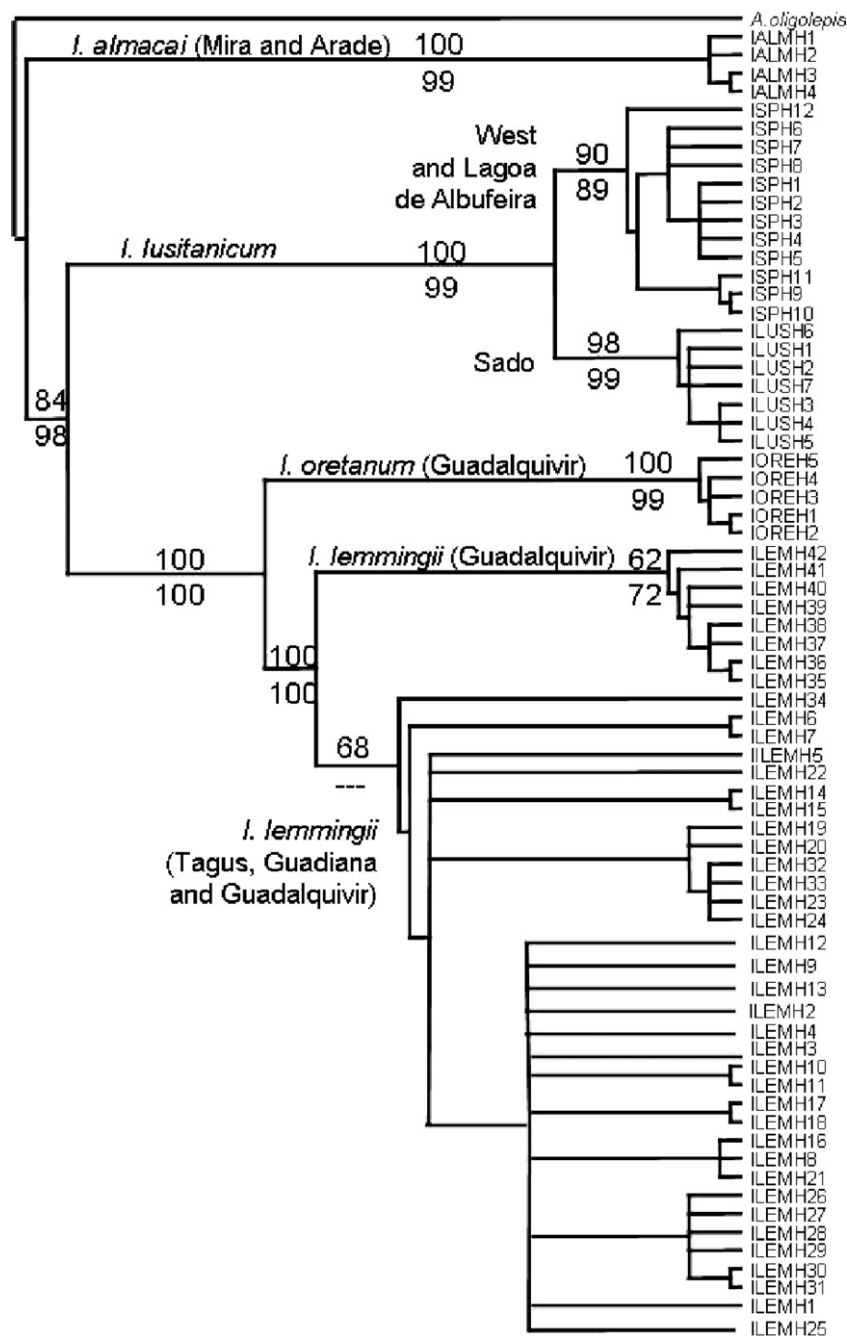 A.oligolepis
I. almacai (Mira and Arade)
100
99
IALMH1
IALMH2
IALMH3
IALMH4
West
and Lagoa
de Albufeira
90
89
ISPH12
ISPH6
ISPH7
ISPH8
ISPH1
ISPH2
ISPH3
ISPH4
ISPH5
ISPH11
ISPH9
ISPH10
I. lusitanicum
100
99
Sado
98
99
ILUSH6
ILUSH1
ILUSH2
ILUSH7
ILUSH3
ILUSH4
ILUSH5
84
98
I. oretanum (Guadalquivir)
100
99
IOREH5
IOREH4
IOREH3
IOREH1
IOREH2
100
100
I. lemmingii (Guadalquivir)
62
72
ILEMH42
ILEMH41
ILEMH40
ILEMH39
ILEMH38
ILEMH37
ILEMH36
ILEMH35
100
100
68
---
I. lemmingii
(Tagus, Guadiana
and Guadalquivir)
ILEMH34
ILEMH6
ILEMH7
IILEMH5
ILEMH22
ILEMH14
ILEMH15
ILEMH19
ILEMH20
ILEMH32
ILEMH33
ILEMH23
ILEMH24
ILEMH12
ILEMH9
ILEMH13
ILEMH2
ILEMH4
ILEMH3
ILEMH10
ILEMH11
ILEMH17
ILEMH18
ILEMH16
ILEMH8
ILEMH21
ILEMH26
ILEMH27
ILEMH28
ILEMH29
ILEMH30
ILEMH31
ILEMH1
ILEMH25